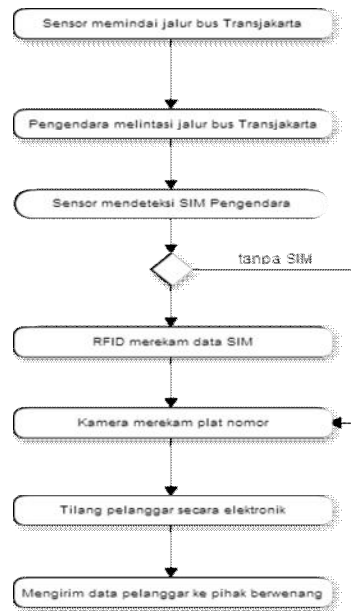 Sensor memindai jalur bus Transjakarta
Pengendara melintasi jalur bus Transjakarta
Sensor mendeteksi SIM Pengendara
tanpa SIM
RFID merekam data SIM
Kamera merekam plat nomor
Tilang pelanggar secara elektronik
Mengirim data pelanggar ke pihak berwenang